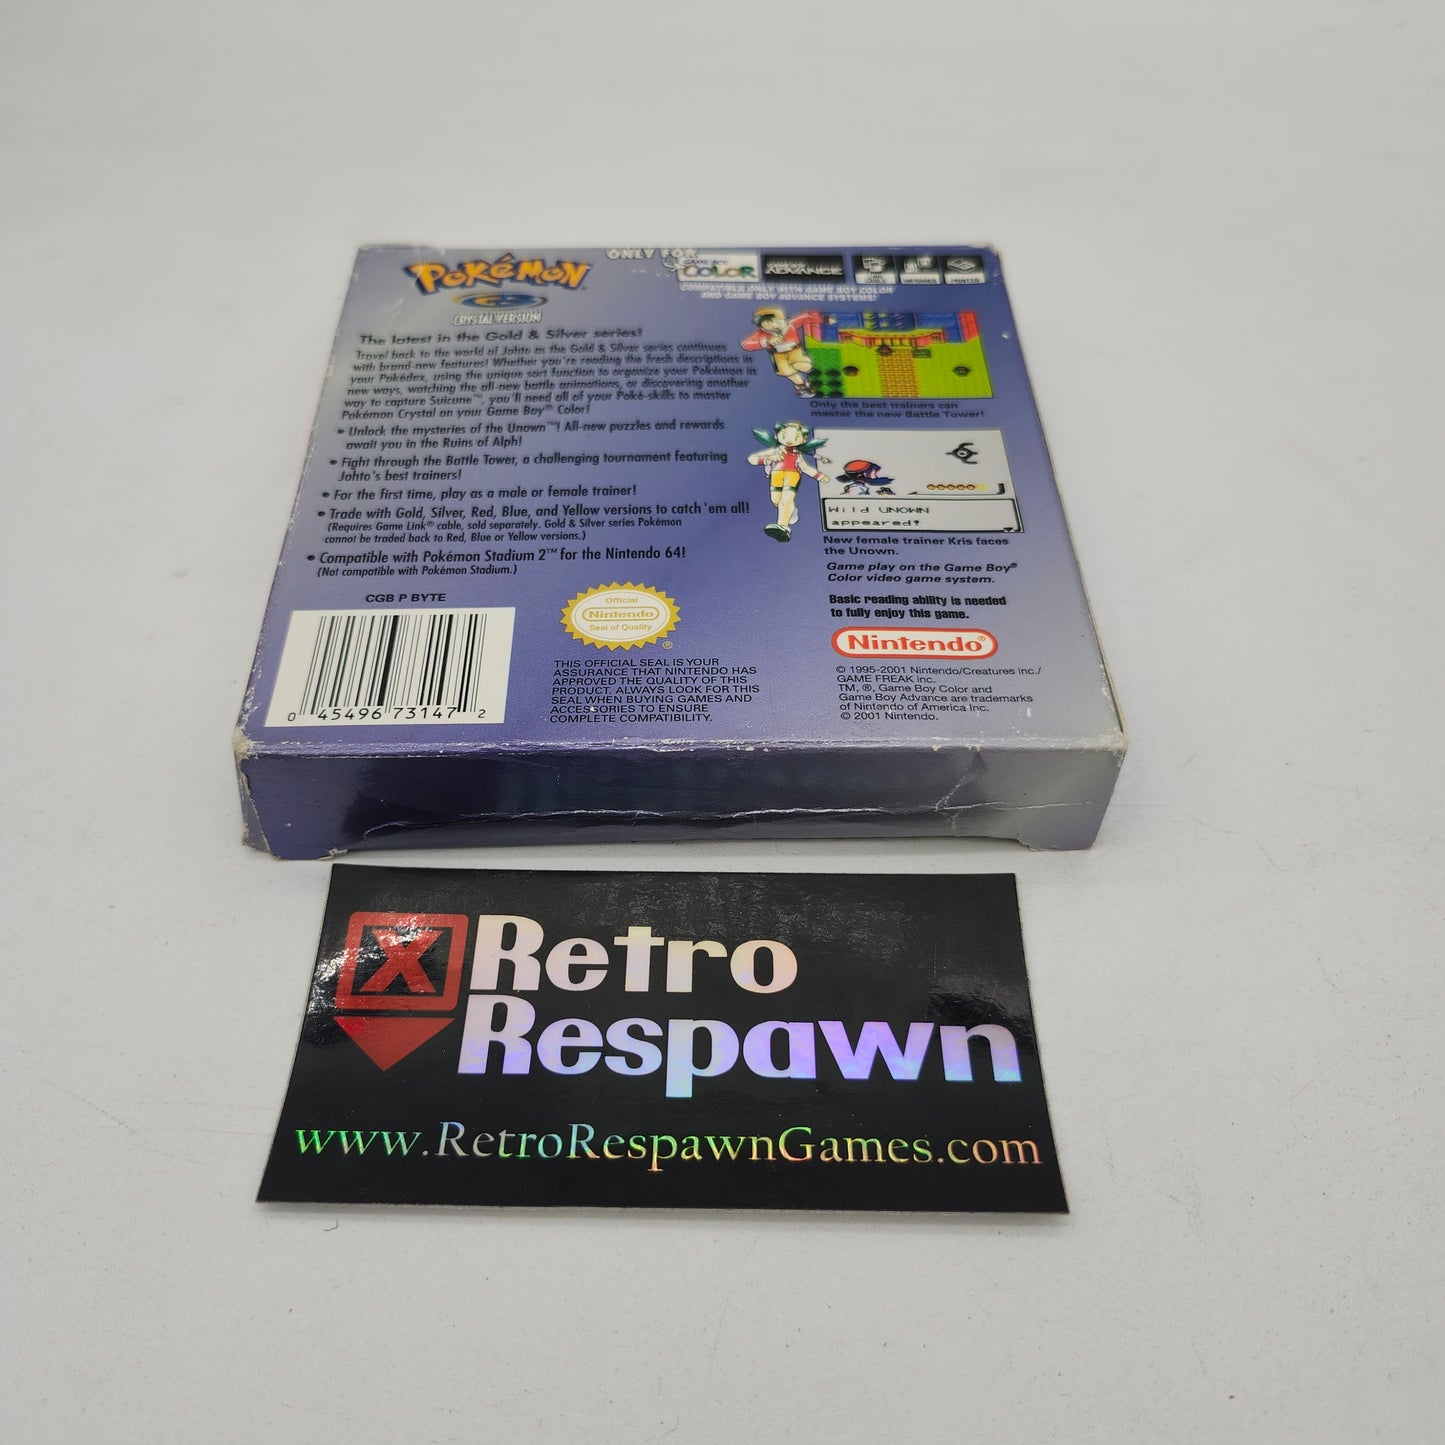 POKéMON
CRYSTAL VERSION
ONLY FOR
GAME BOY COLOR
GAME BOY ADVANCE
GAME LINK CABLE
INFRARED
PRINTER
COMPATIBLE ONLY WITH GAME BOY COLOR
AND GAME BOY ADVANCE SYSTEMS!
The latest in the Gold & Silver series!
Travel back to the world of Johto as the Gold & Silver series continues
with brand-new features! Whether you're reading the fresh descriptions in
your Pokédex, using the unique sort function to organize your Pokémon in
new ways, watching the all-new battle animations, or discovering another
way to capture Suicune™, you'll need all of your Poké-skills to master
Pokémon Crystal on your Game Boy® Color!
• Unlock the mysteries of the Unown™! All-new puzzles and rewards
await you in the Ruins of Alph!
• Fight through the Battle Tower, a challenging tournament featuring
Johto's best trainers!
• For the first time, play as a male or female trainer!
• Trade with Gold, Silver, Red, Blue, and Yellow versions to catch 'em all!
(Requires Game Link® cable, sold separately. Gold & Silver series Pokémon
cannot be traded back to Red, Blue or Yellow versions.)
• Compatible with Pokémon Stadium 2™ for the Nintendo 64!
(Not compatible with Pokémon Stadium.)
Only the best trainers can
master the new Battle Tower!
Wild UNOWN
appeared!
New female trainer Kris faces
the Unown.
Game play on the Game Boy®
Color video game system.
Basic reading ability is needed
to fully enjoy this game.
CGB P BYTE
0 45496 73147 2
Official
Nintendo
Seal of Quality
®
THIS OFFICIAL SEAL IS YOUR
ASSURANCE THAT NINTENDO HAS
APPROVED THE QUALITY OF THIS
PRODUCT. ALWAYS LOOK FOR THIS
SEAL WHEN BUYING GAMES AND
ACCESSORIES TO ENSURE
COMPLETE COMPATIBILITY.
Nintendo®
© 1995-2001 Nintendo/Creatures inc./
GAME FREAK inc.
TM, ®, Game Boy Color and
Game Boy Advance are trademarks
of Nintendo of America Inc.
© 2001 Nintendo.
X Retro
Respawn
www.RetroRespawnGames.com